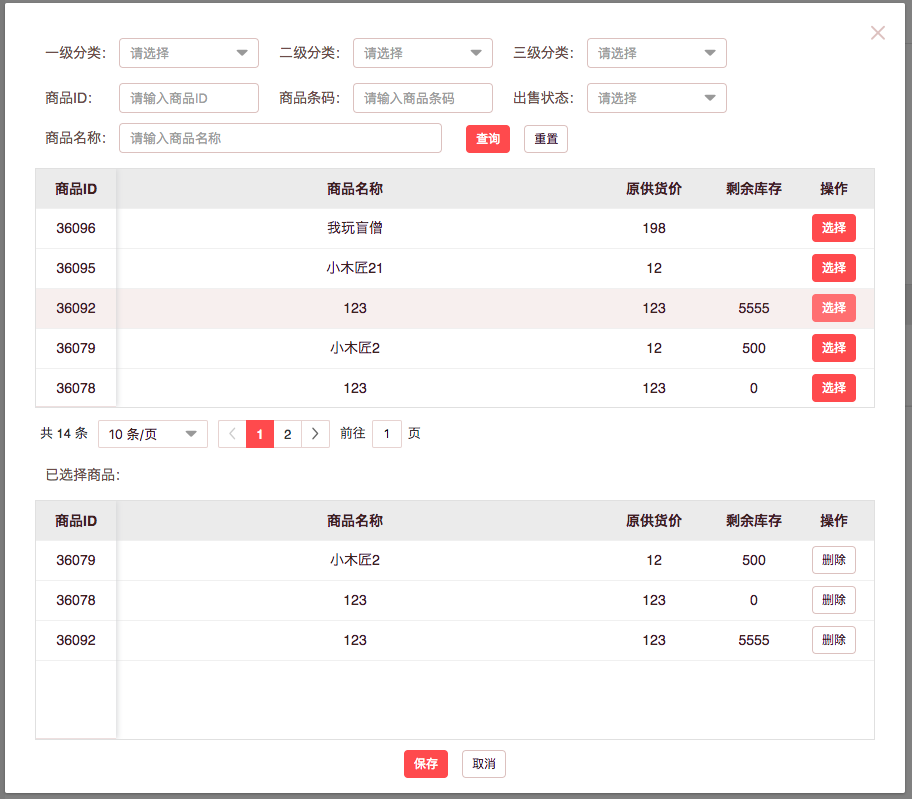 一级分类： 请选择 二级分类： 请选择 三级分类： 请选择
商品ID： 请输入商品ID 商品条码： 请输入商品条码 出售状态： 请选择
商品名称： 请输入商品名称 查询 重置
商品ID 商品名称 原供货价 剩余库存 操作
36096 我玩盲僧 198 选择
36095 小木匠21 12 选择
36092 123 123 5555 选择
36079 小木匠2 12 500 选择
36078 123 123 0 选择
共 14 条 10 条/页 1 2 前往 1 页
已选择商品：
商品ID 商品名称 原供货价 剩余库存 操作
36079 小木匠2 12 500 删除
36078 123 123 0 删除
36092 123 123 5555 删除
保存 取消